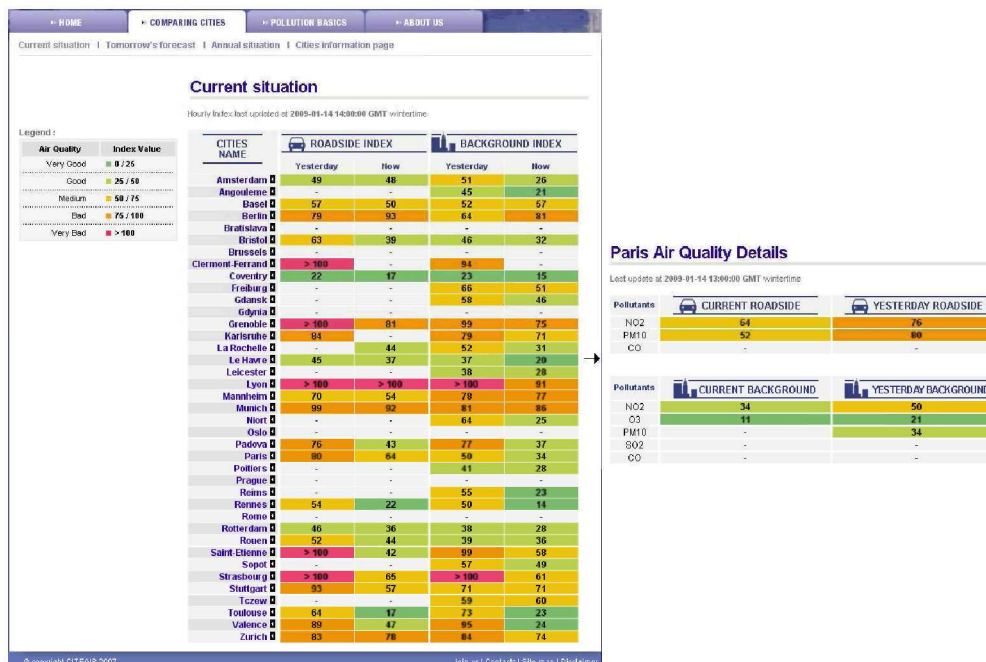 HOME COMPARING CITIES POLLUTION BASICS ABOUT US
Current situation | Tomorrow's forecast | Annual situation | Cities information page
Current situation
Hourly Index last updated at 2009-01-14 14:00:00 GMT wintertime
Legend :
Air Quality Index Value
Very Good 0 / 25
Good 25 / 50
Medium 50 / 75
Bad 75 / 100
Very Bad > 100
CITIES NAME ROADSIDE INDEX BACKGROUND INDEX
Yesterday Now Yesterday Now
Amsterdam 49 48 51 26
Angouleme - - 45 21
Basel 57 50 52 57
Berlin 79 93 64 81
Bratislava - - - -
Bristol 63 39 46 32
Brussels - - - -
Clermont-Ferrand > 100 - 94 -
Coventry 22 17 23 15
Freiburg - - 66 51
Gdansk - - 58 46
Gdynia - - - -
Grenoble > 100 81 99 75
Karlsruhe 84 - 79 71
La Rochelle - 44 52 31
Le Havre 45 37 37 20
Leicester - - 38 28
Lyon > 100 > 100 > 100 91
Mannheim 70 54 78 77
Munich 99 92 81 86
Niort - - 64 25
Oslo - - - -
Padova 76 43 77 37
Paris 80 64 50 34
Poitiers - - 41 28
Prague - - - -
Reims - - 55 23
Rennes 54 22 50 14
Rome - - - -
Rotterdam 46 36 38 28
Rouen 52 44 39 36
Saint-Etienne > 100 42 99 58
Sopot - - 57 49
Strasbourg > 100 65 > 100 61
Stuttgart 93 57 71 71
Tczew - - 59 60
Toulouse 64 17 73 23
Valence 89 47 95 24
Zurich 83 78 84 74
© copyright CITEAIR 2007 Join us | Contacts | Site map | Disclaimer
Paris Air Quality Details
Last update at 2009-01-14 13:00:00 GMT wintertime
Pollutants CURRENT ROADSIDE YESTERDAY ROADSIDE
NO2 64 76
PM10 52 80
CO - -
Pollutants CURRENT BACKGROUND YESTERDAY BACKGROUND
NO2 34 50
O3 11 21
PM10 - 34
SO2 - -
CO - -